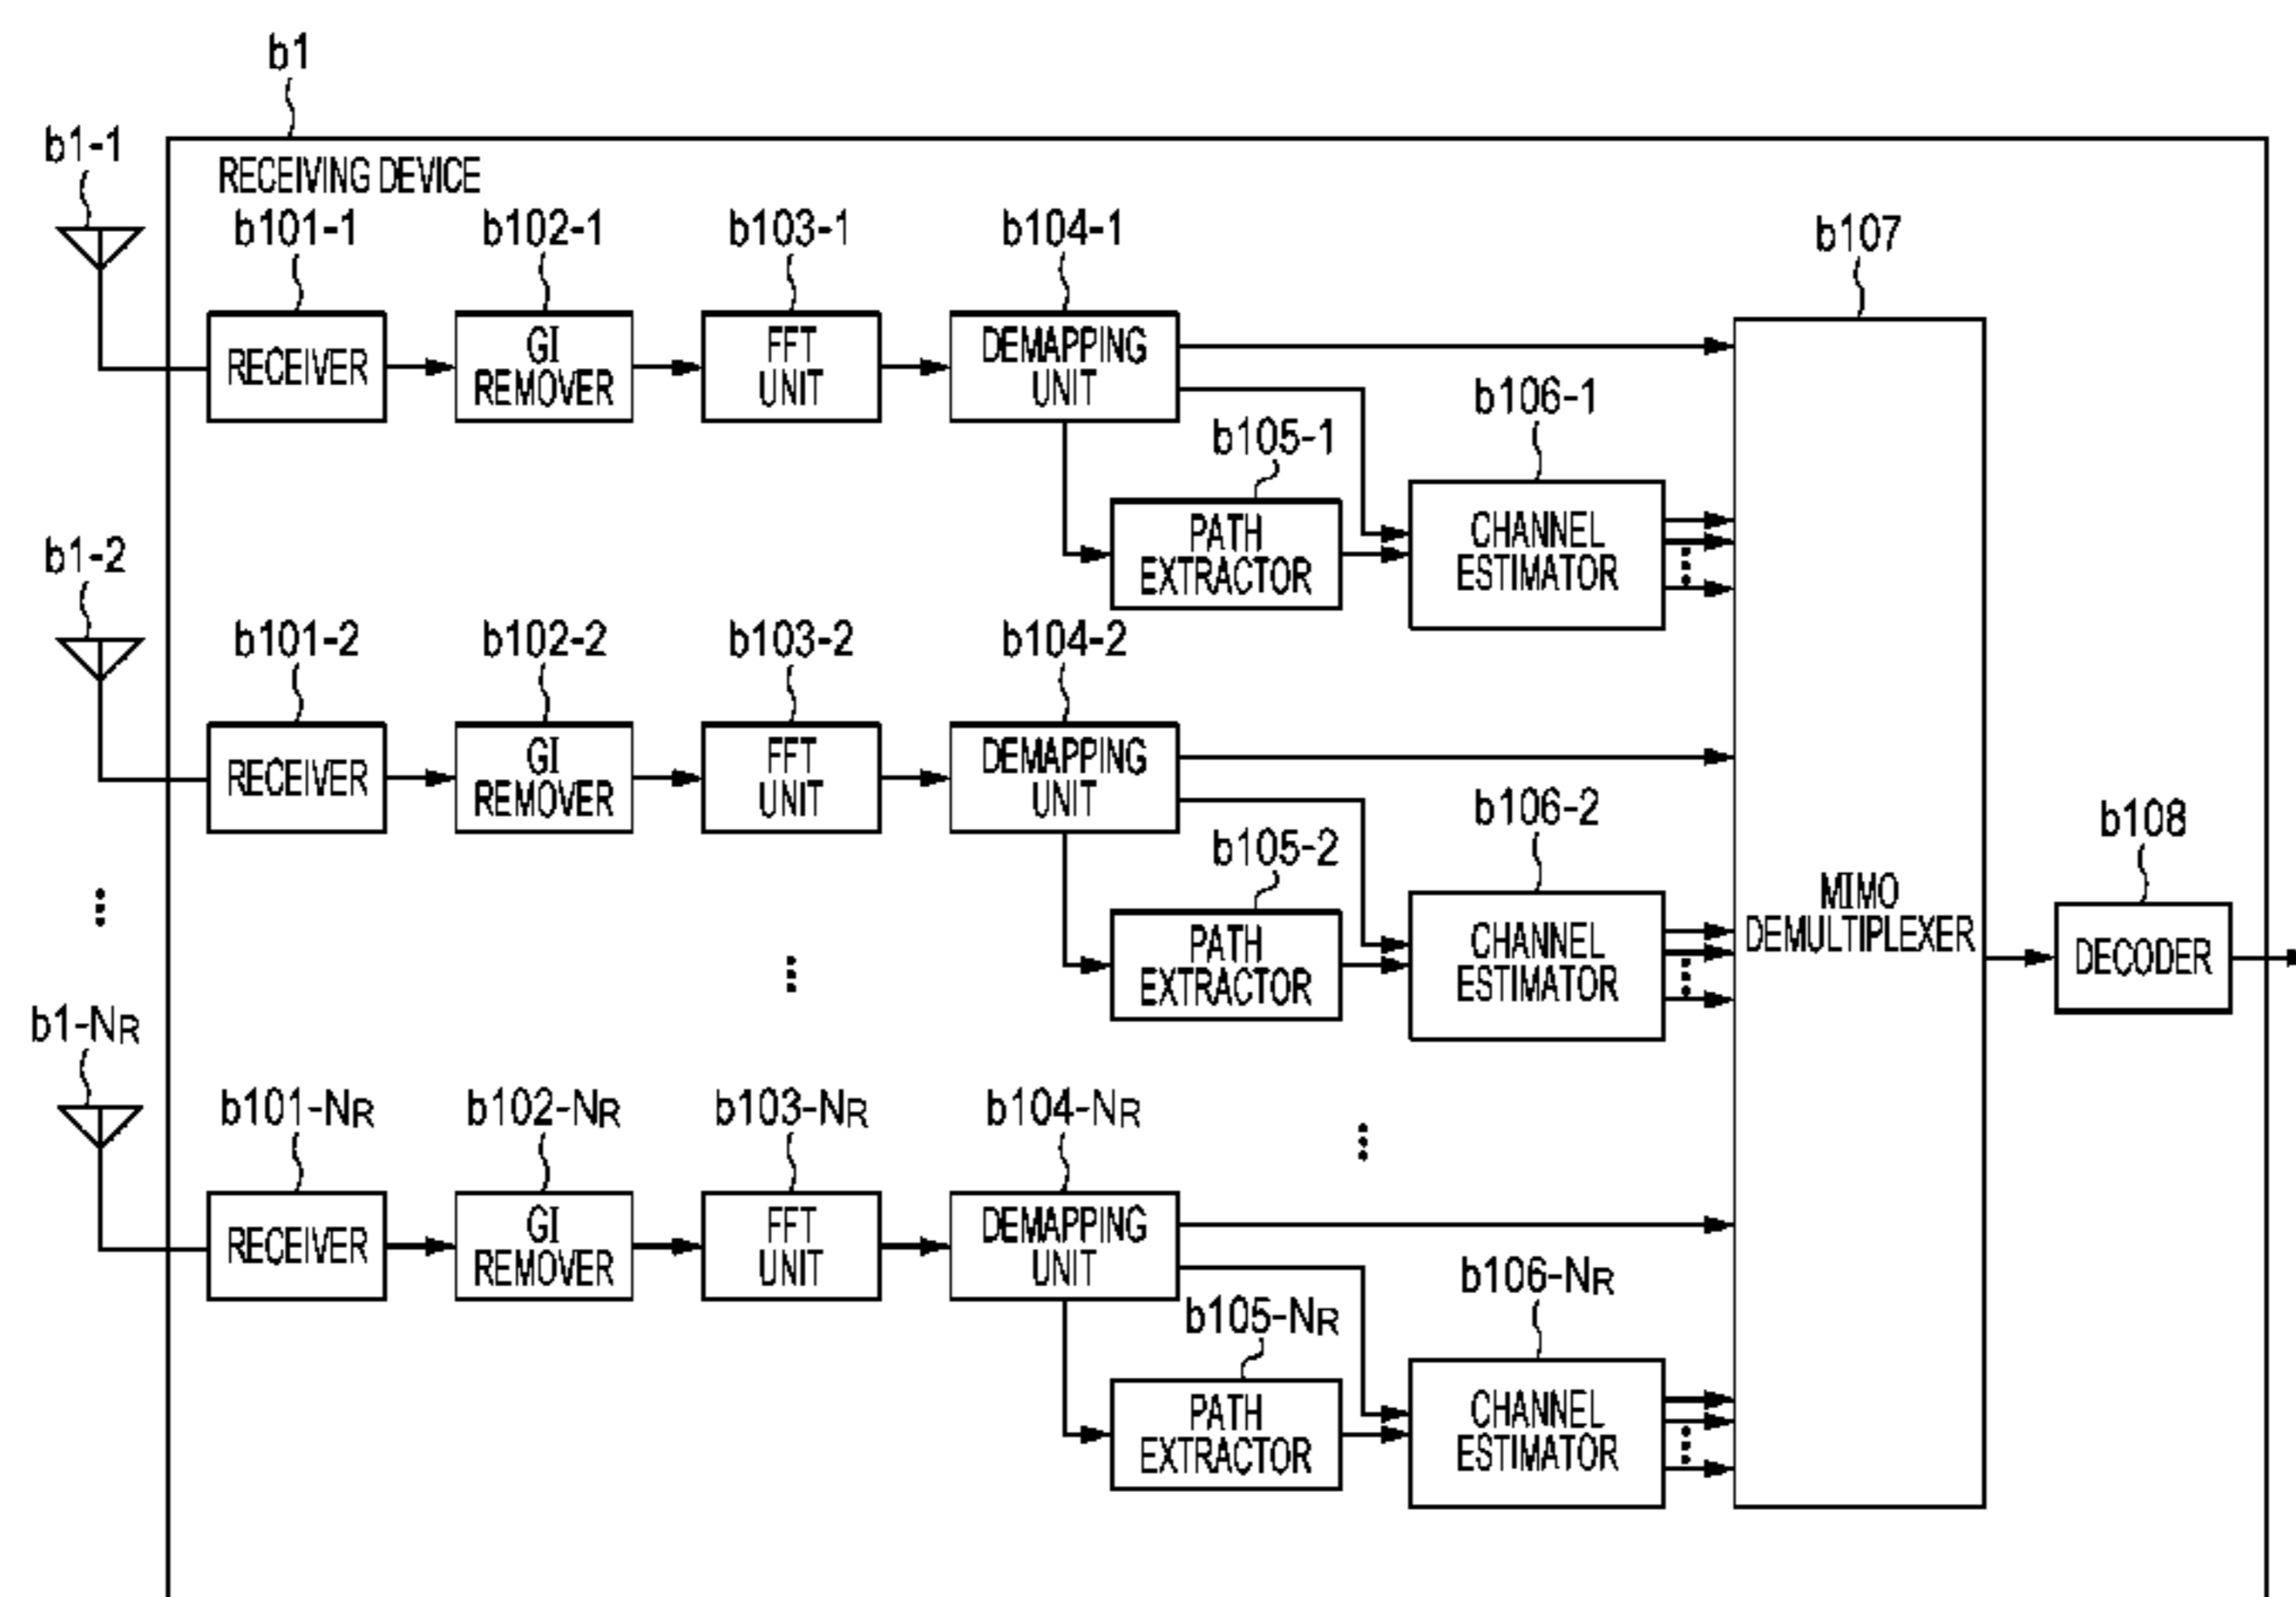 b1
b1-1
RECEIVING DEVICE
b101-1
b102-1
b103-1
b104-1
b107
RECEIVER
GI
REMOVER
FFT
UNIT
DEMAPPING
UNIT
b105-1
b106-1
PATH
EXTRACTOR
CHANNEL
ESTIMATOR
b1-2
b101-2
b102-2
b103-2
b104-2
RECEIVER
GI
REMOVER
FFT
UNIT
DEMAPPING
UNIT
b105-2
b106-2
PATH
EXTRACTOR
CHANNEL
ESTIMATOR
MIMO
DEMULTIPLEXER
b108
DECODER
b1-NR
b101-NR
b102-NR
b103-NR
b104-NR
RECEIVER
GI
REMOVER
FFT
UNIT
DEMAPPING
UNIT
b105-NR
b106-NR
PATH
EXTRACTOR
CHANNEL
ESTIMATOR